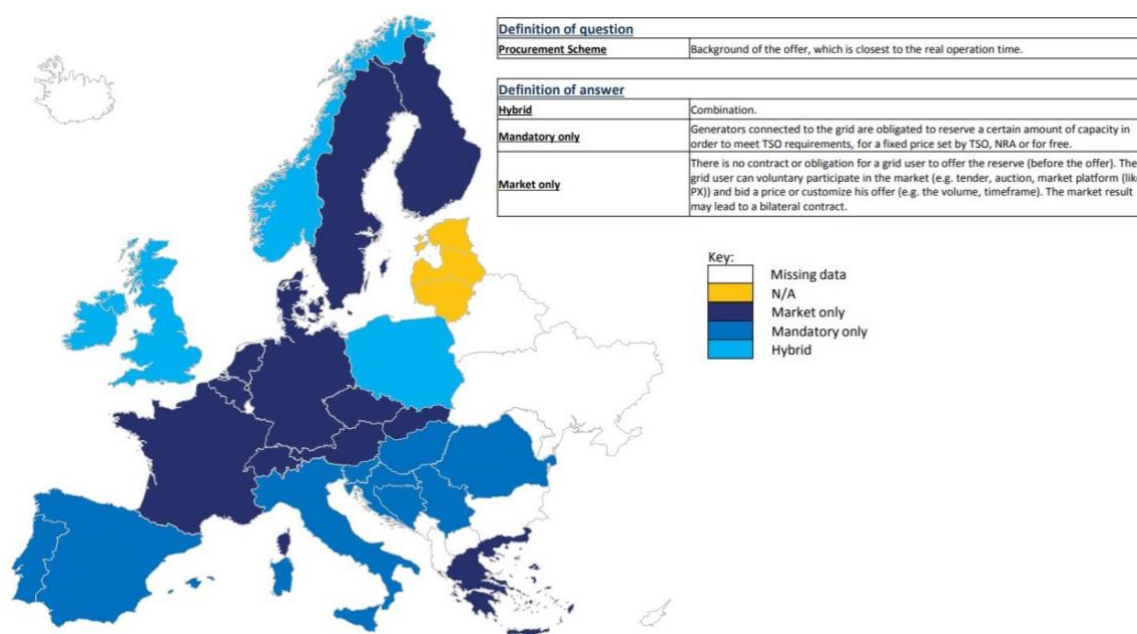 Definition of question
Procurement Scheme Background of the offer, which is closest to the real operation time.
Definition of answer
Hybrid Combination.
Mandatory only Generators connected to the grid are obligated to reserve a certain amount of capacity in
order to meet TSO requirements, for a fixed price set by TSO, NRA or for free.
Market only There is no contract or obligation for a grid user to offer the reserve (before the offer). The
grid user can voluntary participate in the market (e.g. tender, auction, market platform (lik
PX)) and bid a price or customize his offer (e.g. the volume, timeframe). The market result
may lead to a bilateral contract.
Key:
Missing data
N/A
Market only
Mandatory only
Hybrid